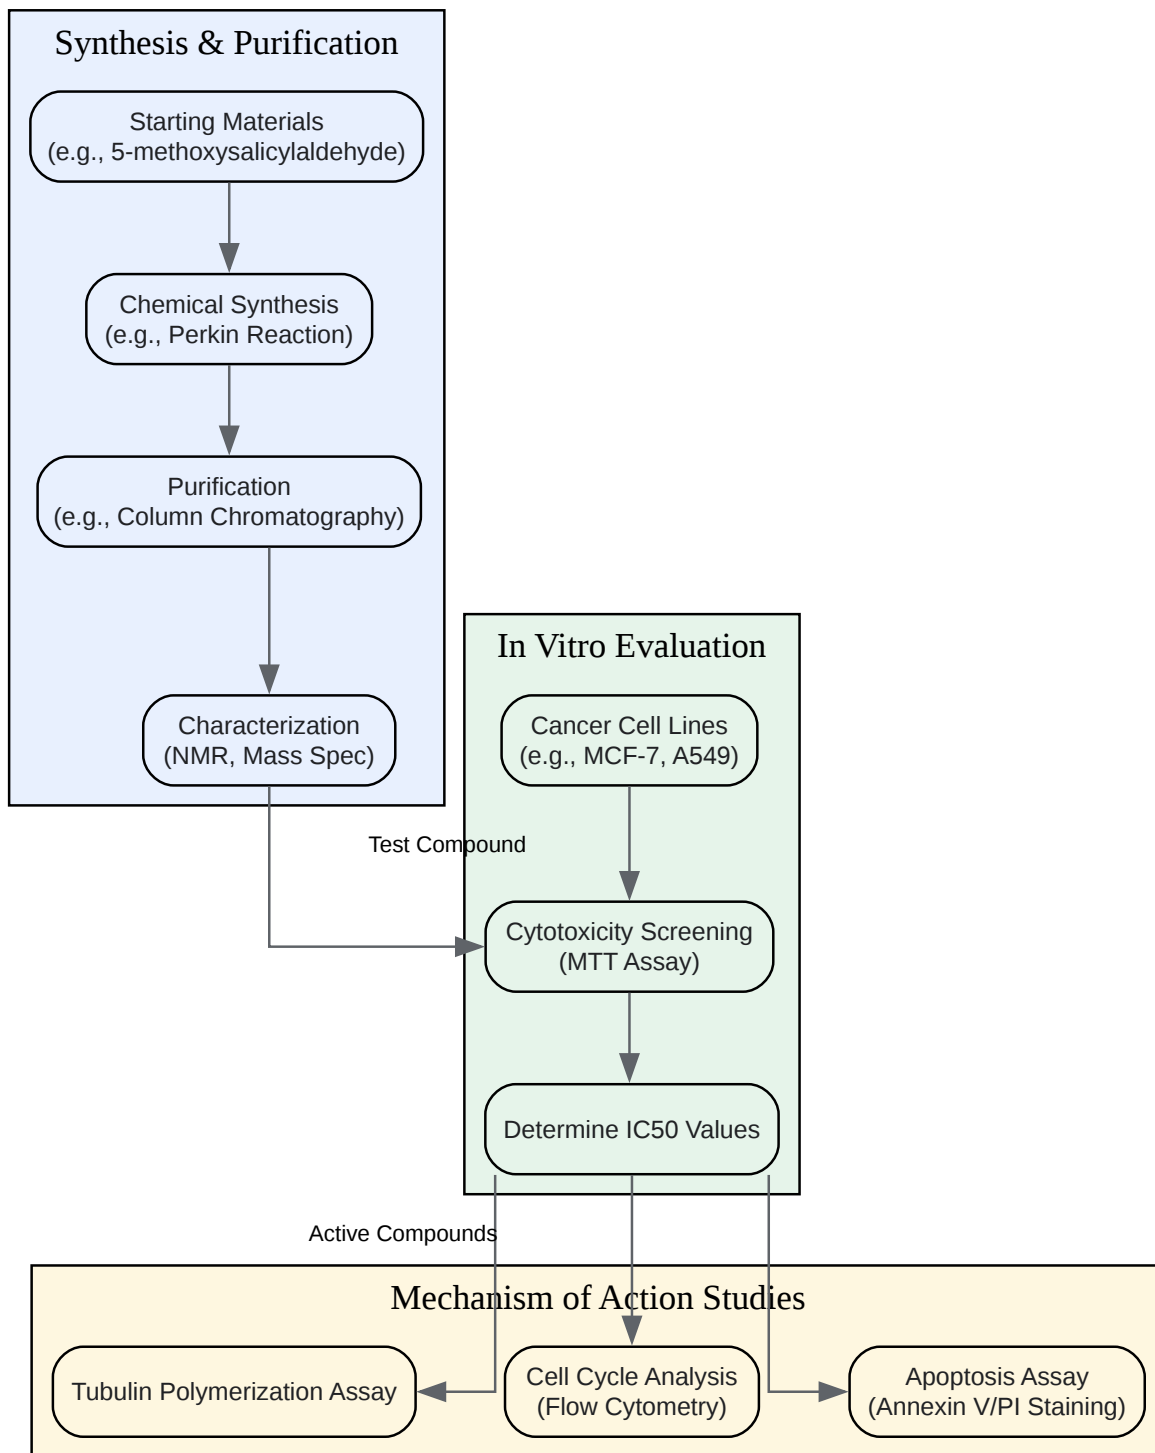 Synthesis & Purification
Starting Materials
(e.g., 5-methoxysalicylaldehyde)
Chemical Synthesis
(e.g., Perkin Reaction)
Purification
(e.g., Column Chromatography)
Characterization
(NMR, Mass Spec)
In Vitro Evaluation
Cancer Cell Lines
(e.g., MCF-7, A549)
Test Compound
Cytotoxicity Screening
(MTT Assay)
Determine IC50 Values
Active Compounds
Mechanism of Action Studies
Tubulin Polymerization Assay
Cell Cycle Analysis
(Flow Cytometry)
Apoptosis Assay
(Annexin V/PI Staining)